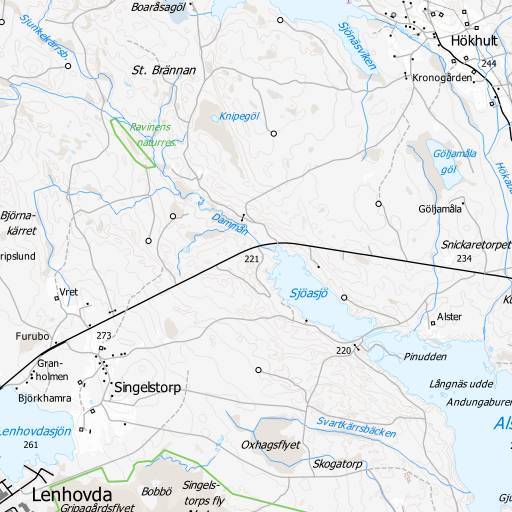 Boaråsagöl
Sjunkekärrsb.
Sjönäsviken
Hökhult
244
St. Brännan
Kronogården
Knipegöl
Ravinens
naturres.
Göljamåla
göl
Björna-
kärret
Göljamåla
Dammån
Snickaretorpet
234
221
Sjöasjö
Vret
Alster
Furubo
273
220
Pinudden
Gran-
holmen
Björkhamra
Singelstorp
Långnäs udde
Andungaburen
Lenhovdasjön
261
Svartkärrsbäcken
Oxhagsflyet
Skogatorp
Lenhovda
Gripagårdsflyet
Bobbö
Singels-
torps fly